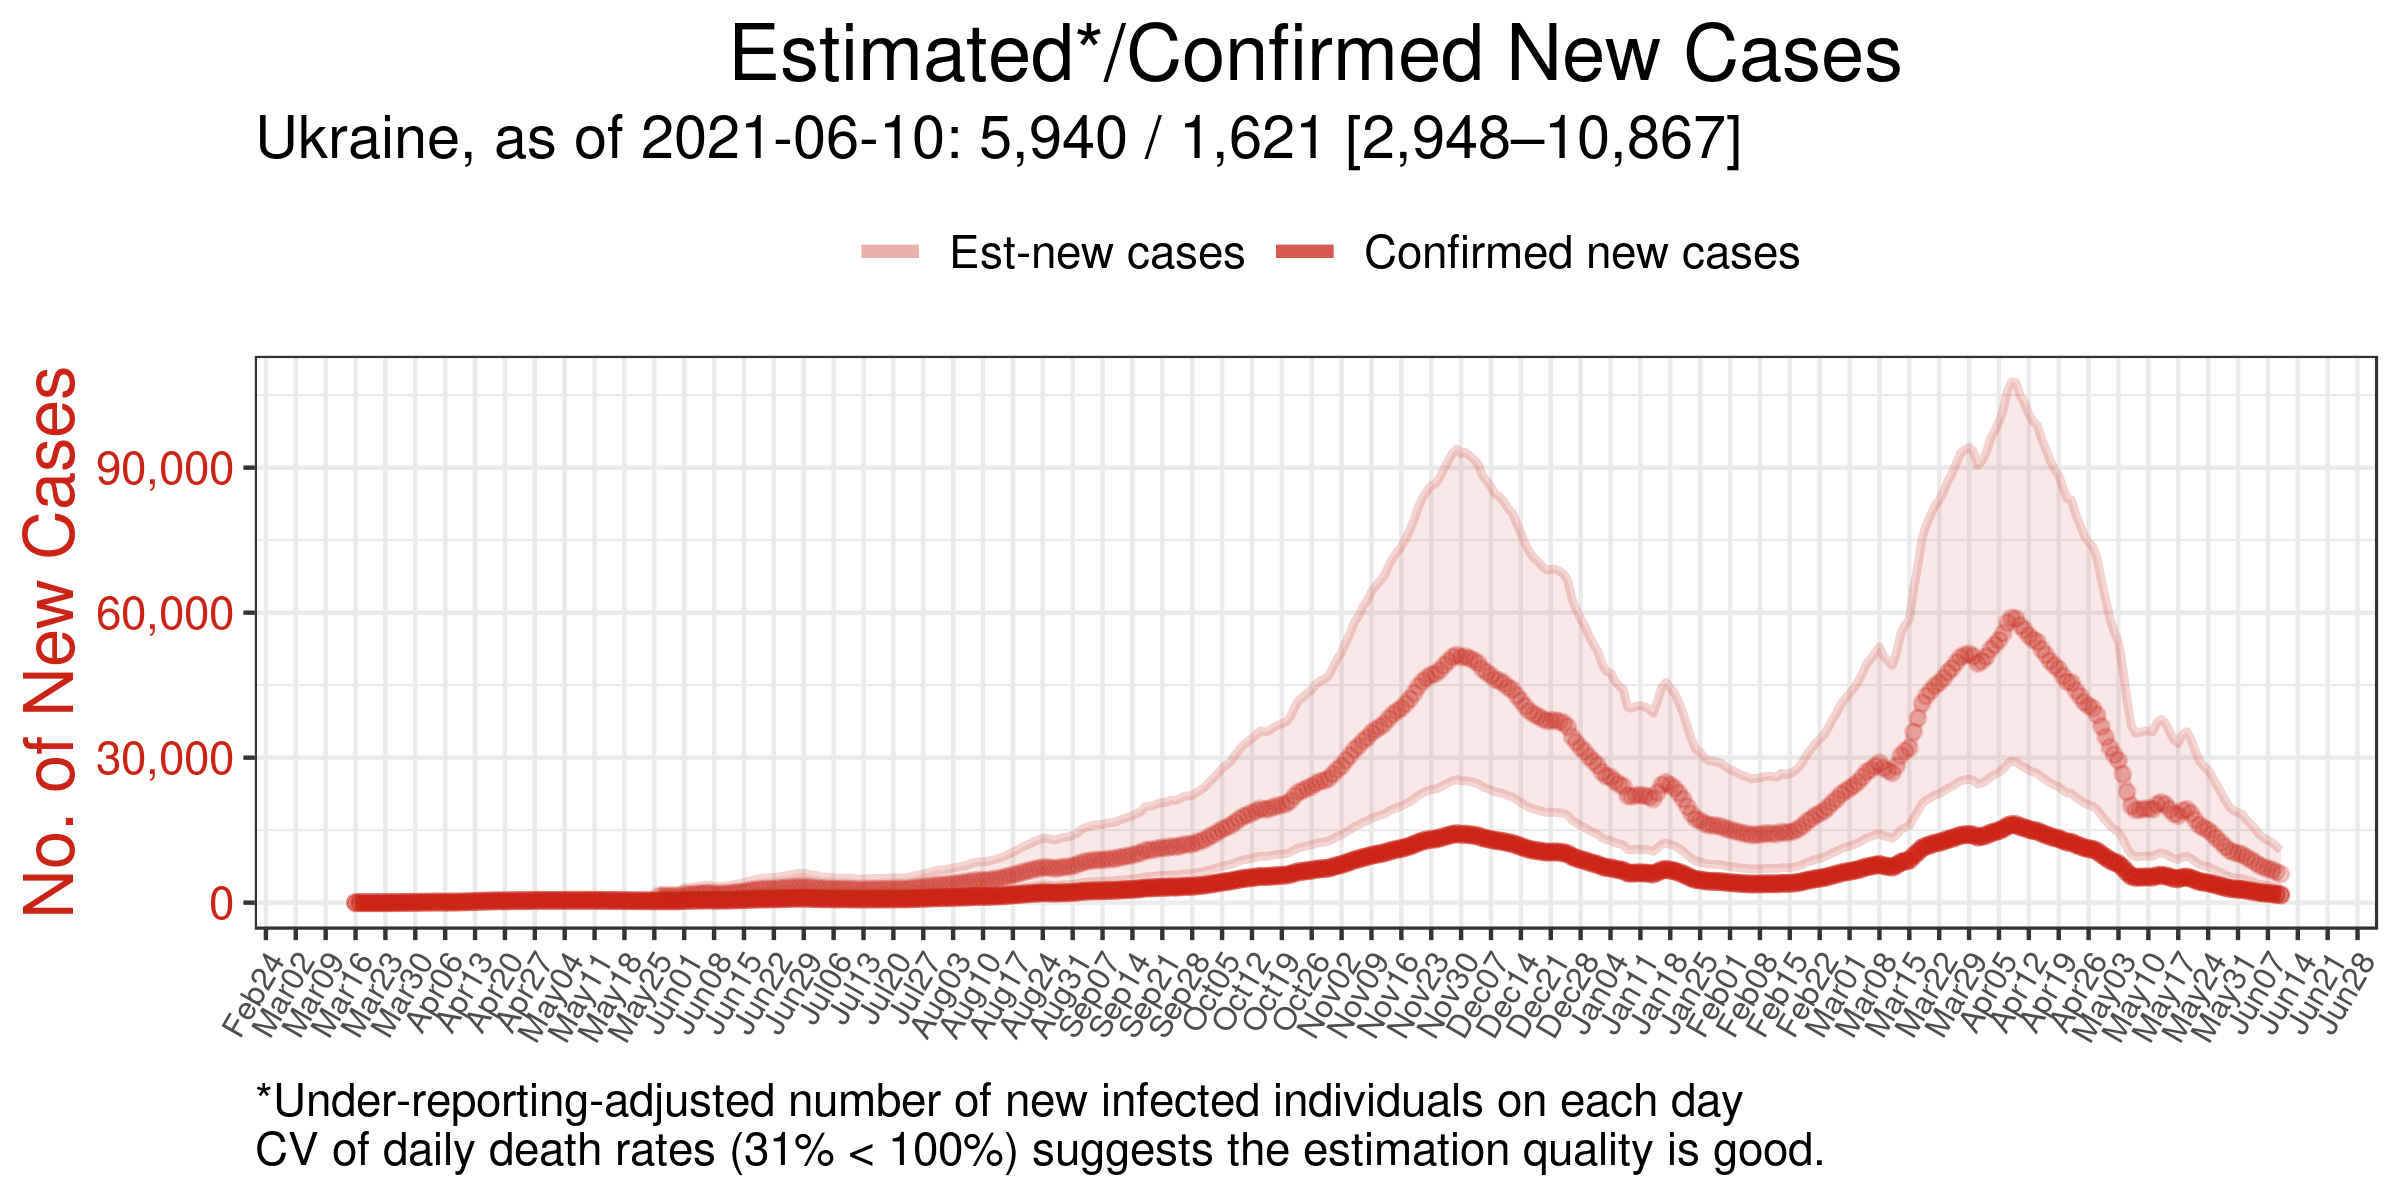 Estimated*/Confirmed New Cases
Ukraine, as of 2021-06-10: 5,940 / 1,621 [2,948–10,867]
Est-new cases Confirmed new cases
No. of New Cases
90,000
60,000
30,000
0
Feb24 Mar02 Mar09 Mar16 Mar23 Mar30 Apr06 Apr13 Apr20 Apr27 May04 May11 May18 May25 Jun01 Jun08 Jun15 Jun22 Jun29 Jul06 Jul13 Jul20 Jul27 Aug03 Aug10 Aug17 Aug24 Aug31 Sep07 Sep14 Sep21 Sep28 Oct05 Oct12 Oct19 Oct26 Nov02 Nov09 Nov16 Nov23 Nov30 Dec07 Dec14 Dec21 Dec28 Jan04 Jan11 Jan18 Jan25 Feb01 Feb08 Feb15 Feb22 Mar01 Mar08 Mar15 Mar22 Mar29 Apr05 Apr12 Apr19 Apr26 May03 May10 May17 May24 May31 Jun07 Jun14 Jun21 Jun28
*Under-reporting-adjusted number of new infected individuals on each day
CV of daily death rates (31% < 100%) suggests the estimation quality is good.